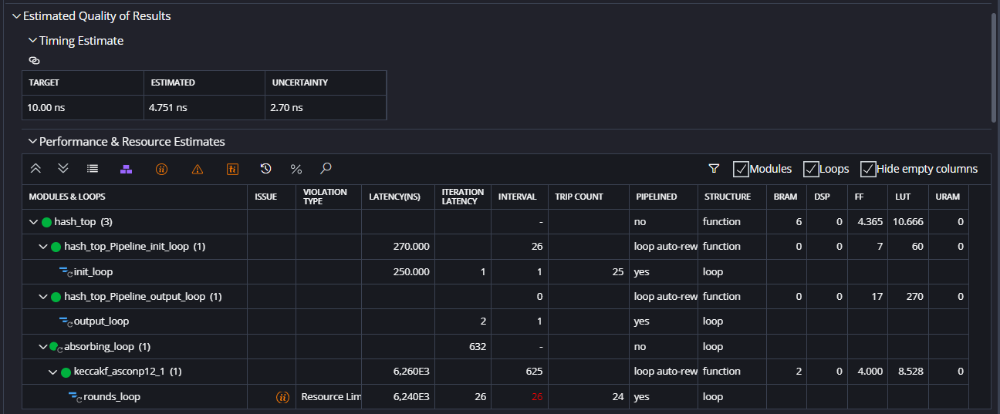 Estimated Quality of Results
Timing Estimate
TARGET ESTIMATED UNCERTAINTY
10.00 ns 4.751 ns 2.70 ns
Performance & Resource Estimates
% Modules Loops Hide empty columns
MODULES & LOOPS ISSUE VIOLATION TYPE LATENCY(NS) ITERATION LATENCY INTERVAL TRIP COUNT PIPELINED STRUCTURE BRAM DSP FF LUT URAM
hash_top (3) - no function 6 0 4.365 10.666 0
hash_top_Pipeline_init_loop (1) 270.000 26 loop auto-rew function 0 0 7 60 0
init_loop 250.000 1 1 25 yes loop
hash_top_Pipeline_output_loop (1) 0 loop auto-rew function 0 0 17 270 0
output_loop 2 1 yes loop
absorbing_loop (1) 632 - no loop
keccakf_asconp12_1 (1) 6,260E3 625 loop auto-rew function 2 0 4.000 8.528 0
rounds_loop Resource Lim 6,240E3 26 26 24 yes loop